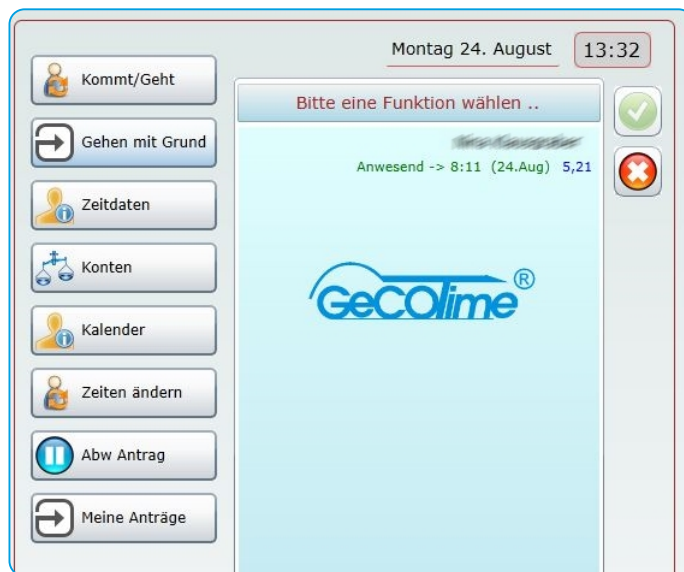 Montag 24. August
13:32
Kommt/Geht
Gehen mit Grund
Zeitdaten
Konten
Kalender
Zeiten ändern
Abw Antrag
Meine Anträge
Bitte eine Funktion wählen ..
Anwesend -> 8:11 (24.Aug) 5,21
GeCOTime®